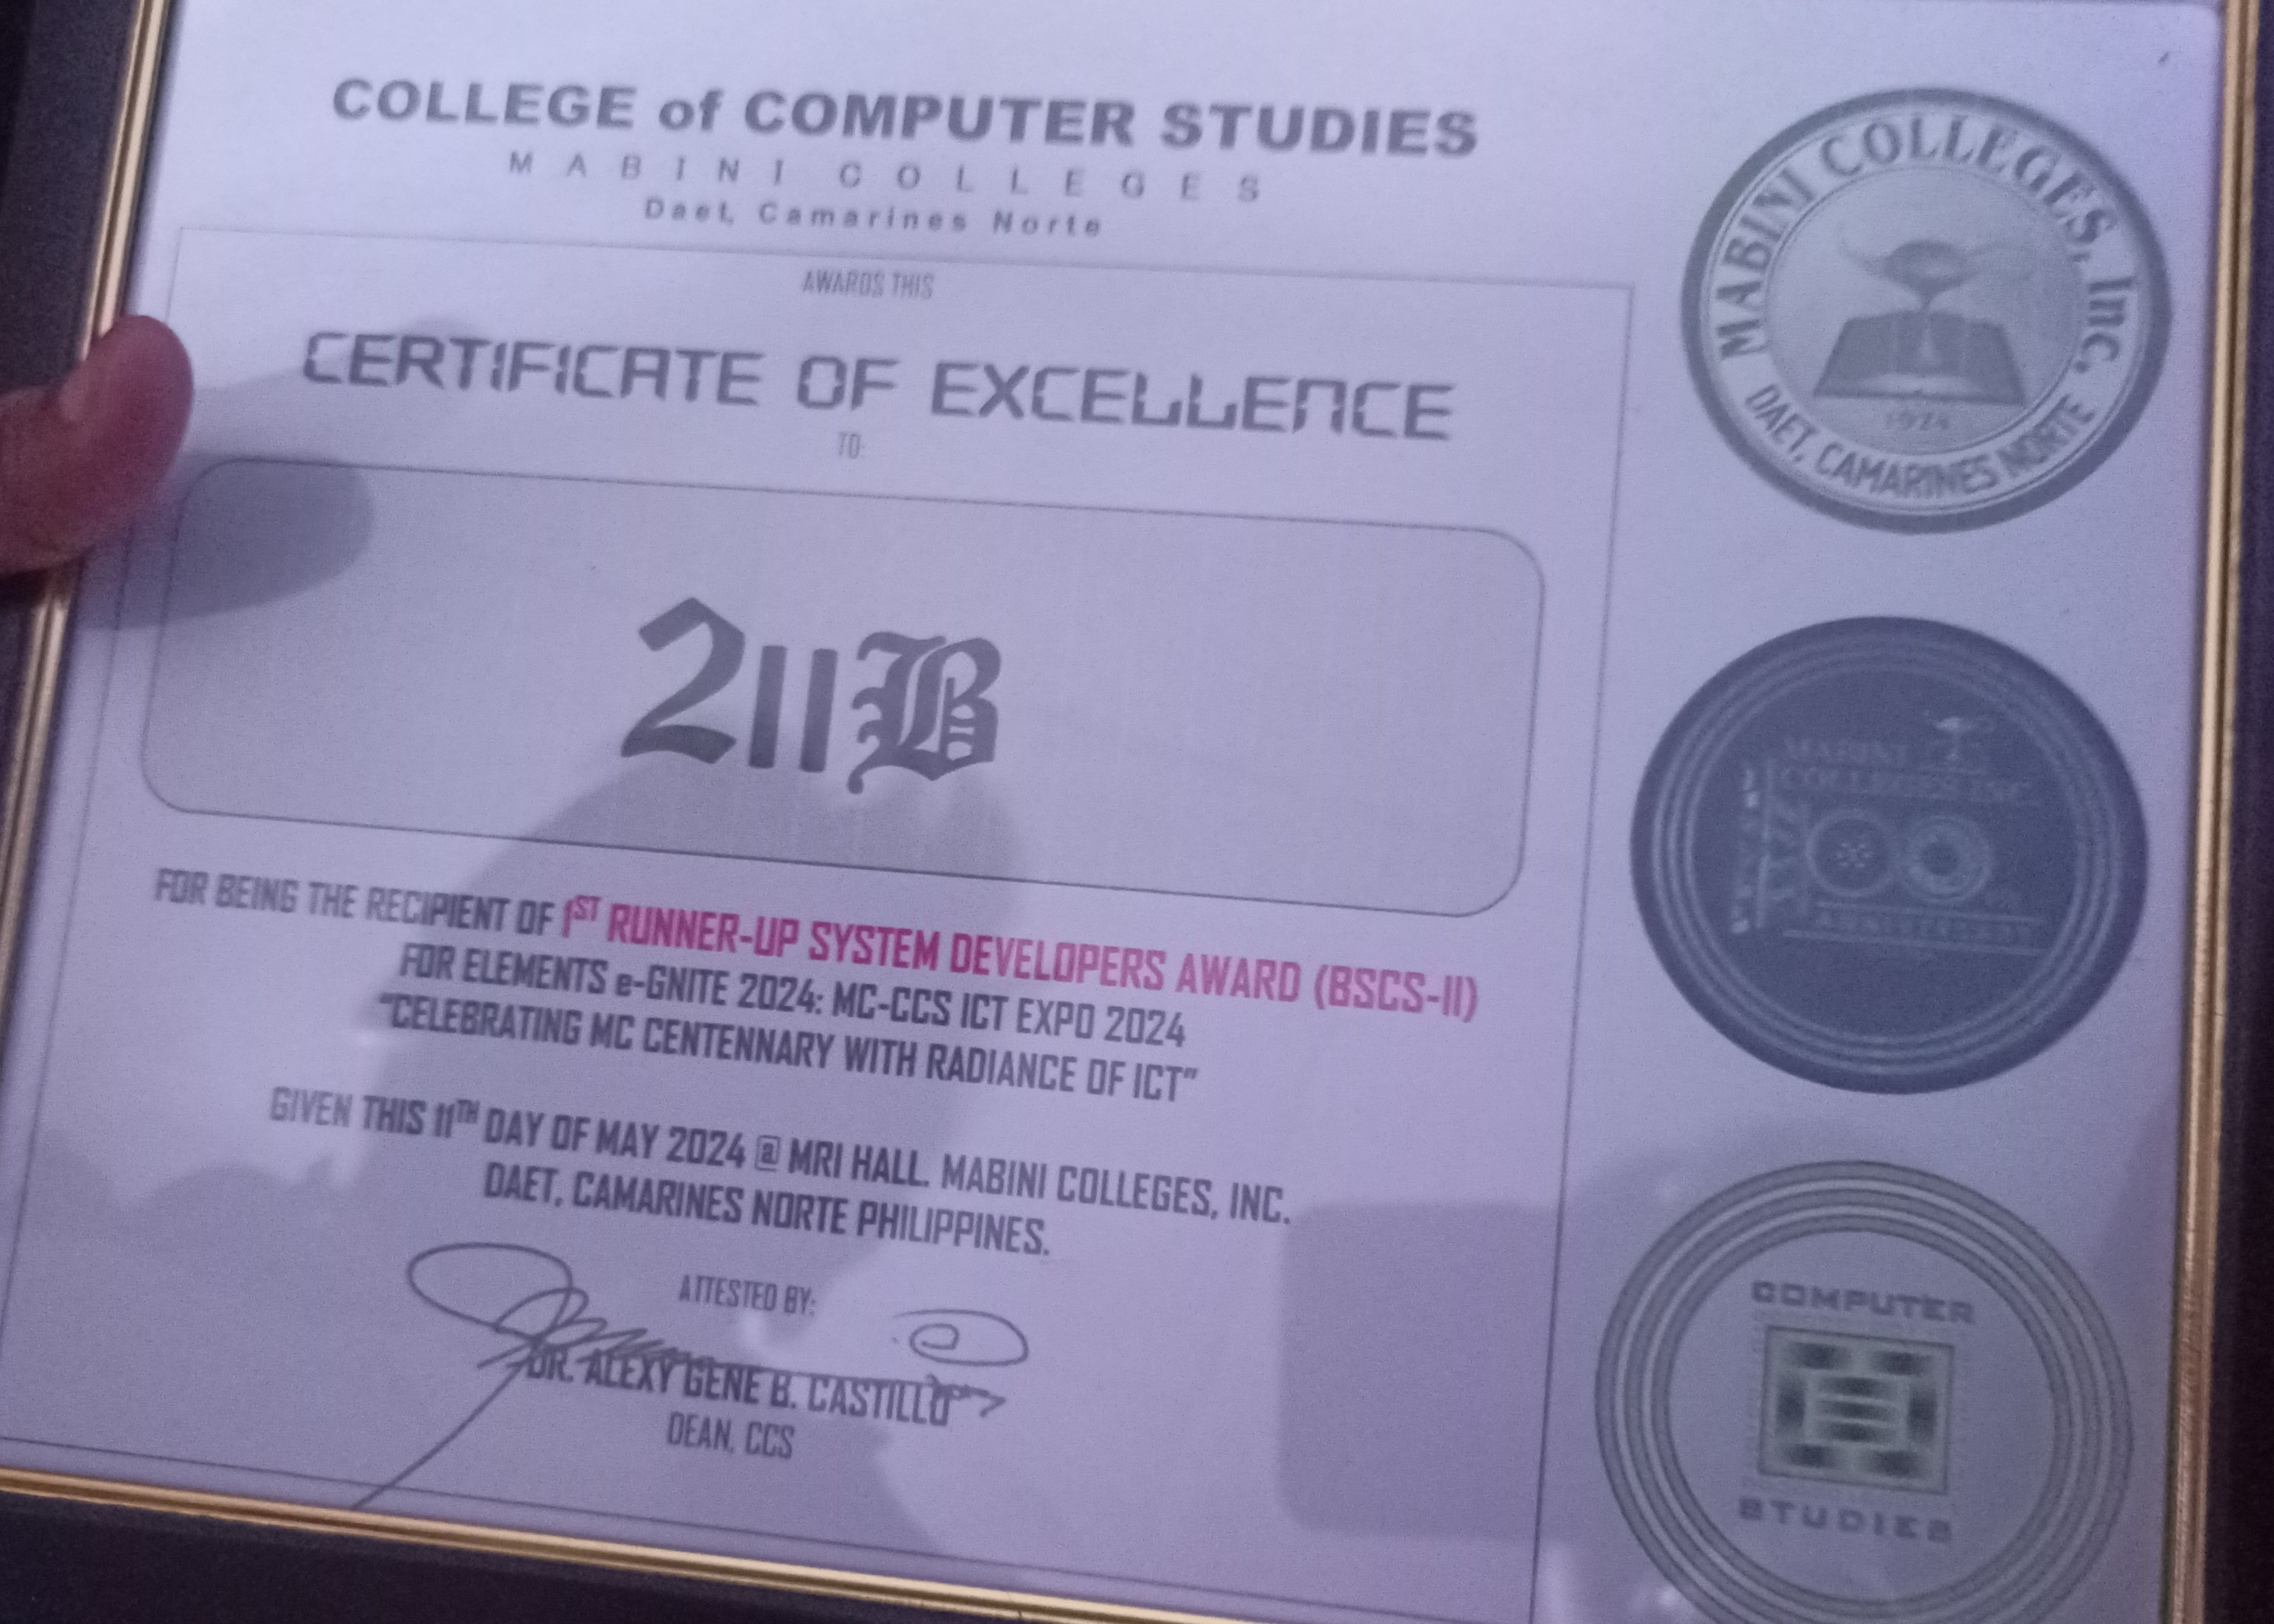 COLLEGE of COMPUTER STUDIES
MABINI COLLEGES
Daet, Camarines Norte
AWARDS THIS
CERTIFICATE OF EXCELLENCE
TO:
211B
FOR BEING THE RECIPIENT OF 1ST RUNNER-UP SYSTEM DEVELOPERS AWARD (BSCS-II)
FOR ELEMENTS e-GNITE 2024: MC-CCS ICT EXPO 2024
"CELEBRATING MC CENTENNARY WITH RADIANCE OF ICT"
GIVEN THIS 11TH DAY OF MAY 2024 @ MRI HALL. MABINI COLLEGES, INC.
DAET, CAMARINES NORTE PHILIPPINES.
ATTESTED BY:
DR. ALEXY GENE B. CASTILLO
DEAN, CCS
MABINI COLLEGES, Inc.
1924
DAET, CAMARINES NORTE
MABINI
COLLEGES INC.
100
ANNIVERSARY
COMPUTER
STUDIES